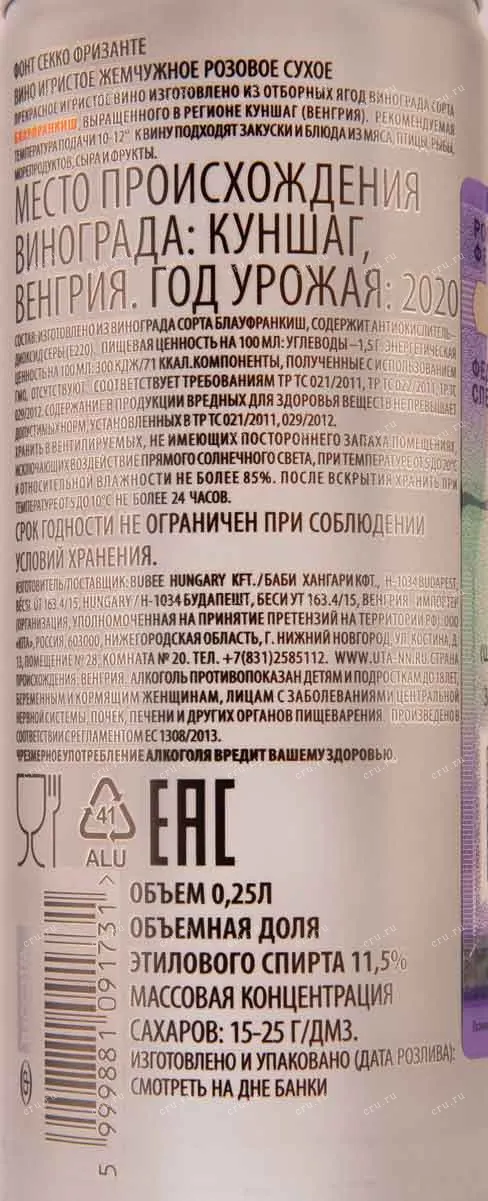 ФОНТ СЕККО ФРИЗАНТЕ
ВИНО ИГРИСТОЕ ЖЕМЧУЖНОЕ РОЗОВОЕ СУХОЕ
ПРЕКРАСНОЕ ИГРИСТОЕ ВИНО ИЗГОТОВЛЕНО ИЗ ОТБОРНЫХ ЯГОД ВИНОГРАДА СОРТА
БЛАУФРАНКИШ, ВЫРАЩЕННОГО В РЕГИОНЕ КУНШАГ (ВЕНГРИЯ). РЕКОМЕНДУЕМАЯ
ТЕМПЕРАТУРА ПОДАЧИ 10-12° К ВИНУ ПОДХОДЯТ ЗАКУСКИ И БЛЮДА ИЗ МЯСА, ПТИЦЫ, РЫБЫ,
МОРЕПРОДУКТОВ, СЫРА И ФРУКТЫ.
МЕСТО ПРОИСХОЖДЕНИЯ
ВИНОГРАДА: КУНШАГ,
ВЕНГРИЯ. ГОД УРОЖАЯ: 2020
СОСТАВ: ИЗГОТОВЛЕНО ИЗ ВИНОГРАДА СОРТА БЛАУФРАНКИШ, СОДЕРЖИТ АНТИОКИСЛИТЕЛЬ –
ДИОКСИД СЕРЫ (Е220). ПИЩЕВАЯ ЦЕННОСТЬ НА 100 МЛ: УГЛЕВОДЫ – 1,5 Г. ЭНЕРГЕТИЧЕСКАЯ
ЦЕННОСТЬ НА 100 МЛ: 300 КДЖ/71 ККАЛ. КОМПОНЕНТЫ, ПОЛУЧЕННЫЕ С ИСПОЛЬЗОВАНИЕМ
ГМО, ОТСУТСТВУЮТ. СООТВЕТСТВУЕТ ТРЕБОВАНИЯМ ТР ТС 021/2011, ТР ТС 022/2011, ТР ТС
029/2012. СОДЕРЖАНИЕ В ПРОДУКЦИИ ВРЕДНЫХ ДЛЯ ЗДОРОВЬЯ ВЕЩЕСТВ НЕ ПРЕВЫШАЕТ
ДОПУСТИМЫХ НОРМ, УСТАНОВЛЕННЫХ В ТР ТС 021/2011, 029/2012.
ХРАНИТЬ В ВЕНТИЛИРУЕМЫХ, НЕ ИМЕЮЩИХ ПОСТОРОННЕГО ЗАПАХА ПОМЕЩЕНИЯХ,
ИСКЛЮЧАЮЩИХ ВОЗДЕЙСТВИЕ ПРЯМОГО СОЛНЕЧНОГО СВЕТА, ПРИ ТЕМПЕРАТУРЕ ОТ 5 ДО 20°С
И ОТНОСИТЕЛЬНОЙ ВЛАЖНОСТИ НЕ БОЛЕЕ 85%. ПОСЛЕ ВСКРЫТИЯ ХРАНИТЬ ПРИ
ТЕМПЕРАТУРЕ ОТ 5 ДО 10°С НЕ БОЛЕЕ 24 ЧАСОВ.
СРОК ГОДНОСТИ НЕ ОГРАНИЧЕН ПРИ СОБЛЮДЕНИИ
УСЛОВИЙ ХРАНЕНИЯ.
ИЗГОТОВИТЕЛЬ/ПОСТАВЩИК: BUBEE HUNGARY KFT./БАБИ ХАНГАРИ КФТ., H-1034 BUDAPEST,
BÉCSI ÚT 163.4/15, HUNGARY / H-1034 БУДАПЕШТ, БЕСИ УТ 163.4/15, ВЕНГРИЯ ИМПОРТЕР
ОРГАНИЗАЦИЯ, УПОЛНОМОЧЕННАЯ НА ПРИНЯТИЕ ПРЕТЕНЗИЙ НА ТЕРРИТОРИИ РФ): ООО
«ЮТА», РОССИЯ, 603000, НИЖЕГОРОДСКАЯ ОБЛАСТЬ, Г. НИЖНИЙ НОВГОРОД, УЛ. КОСТИНА, Д.
13, ПОМЕЩЕНИЕ № 28, КОМНАТА № 20. ТЕЛ. +7(831)2585112. WWW.UTA-NN.RU. СТРАНА
ПРОИСХОЖДЕНИЯ: ВЕНГРИЯ. АЛКОГОЛЬ ПРОТИВОПОКАЗАН ДЕТЯМ И ПОДРОСТКАМ ДО 18 ЛЕТ,
БЕРЕМЕННЫМ И КОРМЯЩИМ ЖЕНЩИНАМ, ЛИЦАМ С ЗАБОЛЕВАНИЯМИ ЦЕНТРАЛЬНОЙ
НЕРВНОЙ СИСТЕМЫ, ПОЧЕК, ПЕЧЕНИ И ДРУГИХ ОРГАНОВ ПИЩЕВАРЕНИЯ. ПРОИЗВЕДЕНО В
СООТВЕТСТВИИ С РЕГЛАМЕНТОМ ЕС 1308/2013.
ЧРЕЗМЕРНОЕ УПОТРЕБЛЕНИЕ АЛКОГОЛЯ ВРЕДИТ ВАШЕМУ ЗДОРОВЬЮ.
41
ALU
EAC
ОБЪЕМ 0,25Л
ОБЪЕМНАЯ ДОЛЯ
ЭТИЛОВОГО СПИРТА 11,5%
МАССОВАЯ КОНЦЕНТРАЦИЯ
САХАРОВ: 15-25 Г/ДМ3.
ИЗГОТОВЛЕНО И УПАКОВАНО (ДАТА РОЗЛИВА):
СМОТРЕТЬ НА ДНЕ БАНКИ
5 999881 091731 >